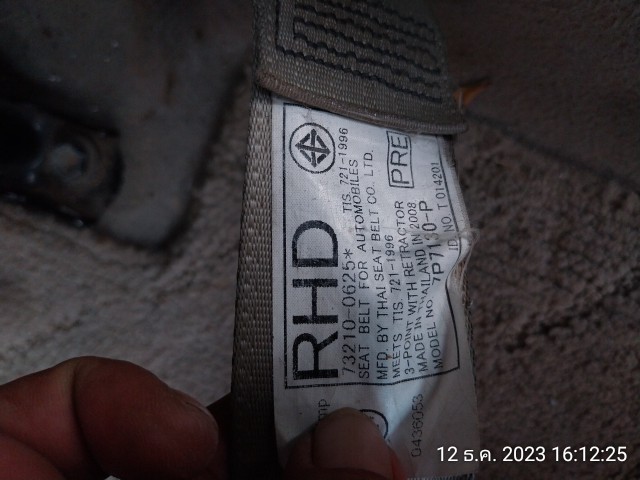 RHD
73210-0625* TIS 721-1996
SEAT BELT FOR AUTOMOBILES
MFD BY THAI SEAT BELT CO. LTD.
MEETS TIS 721-1996
PRE
3-POINT WITH RETRACTOR
MADE IN THAILAND IN 2008
MODEL NO.
ID. NO. T 014201
0436053
12 ธ.ค. 2023 16:12:25